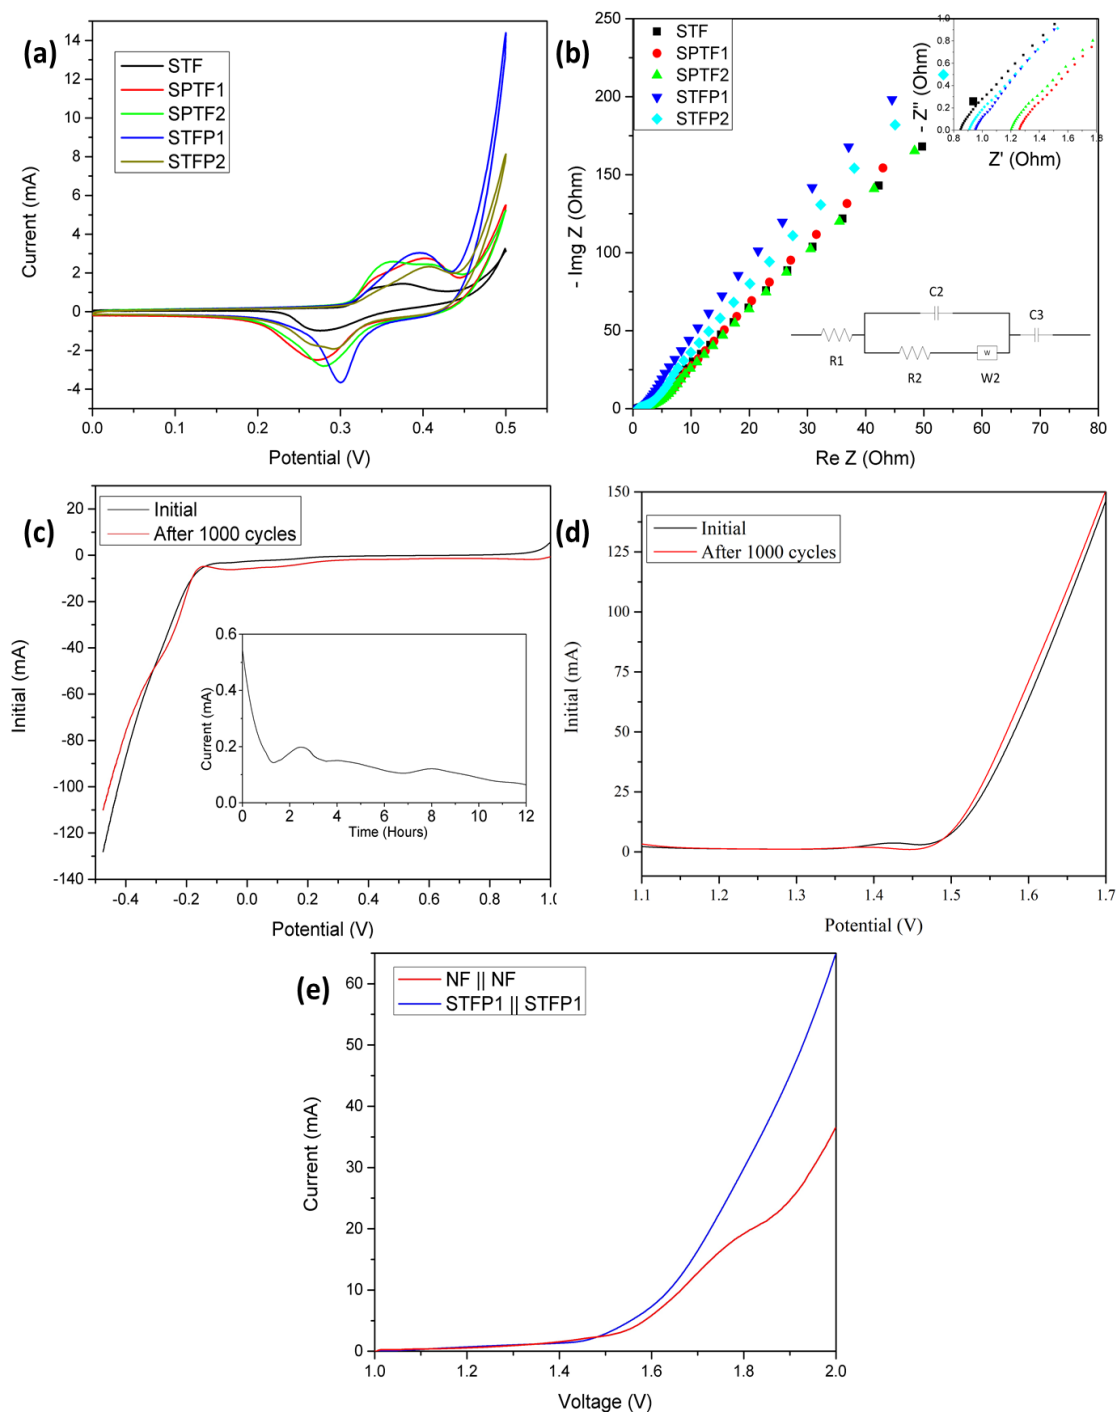 (a)
14
12
10
8
6
4
2
0
-2
-4
Current (mA)
STF
SPTF1
SPTF2
STFP1
STFP2
0.0 0.1 0.2 0.3 0.4 0.5
Potential (V)
(b)
-250
200
150
100
50
0
- Img Z (Ohm)
STF
SPTF1
SPTF2
STFP1
STFP2
1.0
0.8
0.6
0.4
0.2
0.0
- Z" (Ohm)
0.8 1.0 1.2 1.4 1.6 1.8
Z' (Ohm)
C2
C3
R1
R2
W
W2
0 10 20 30 40 50 60 70 80
Re Z (Ohm)
(c)
20
0
-20
-40
-60
-80
-100
-120
-140
Initial (mA)
Initial
After 1000 cycles
0.6
0.4
0.2
0.0
Current (mA)
0 2 4 6 8 10 12
Time (Hours)
-0.4 -0.2 0.0 0.2 0.4 0.6 0.8 1.0
Potential (V)
(d)
150
125
100
75
50
25
0
Initial (mA)
Initial
After 1000 cycles
1.1 1.2 1.3 1.4 1.5 1.6 1.7
Potential (V)
(e)
60
50
40
30
20
10
0
Current (mA)
NF || NF
STFP1 || STFP1
1.0 1.2 1.4 1.6 1.8 2.0
Voltage (V)